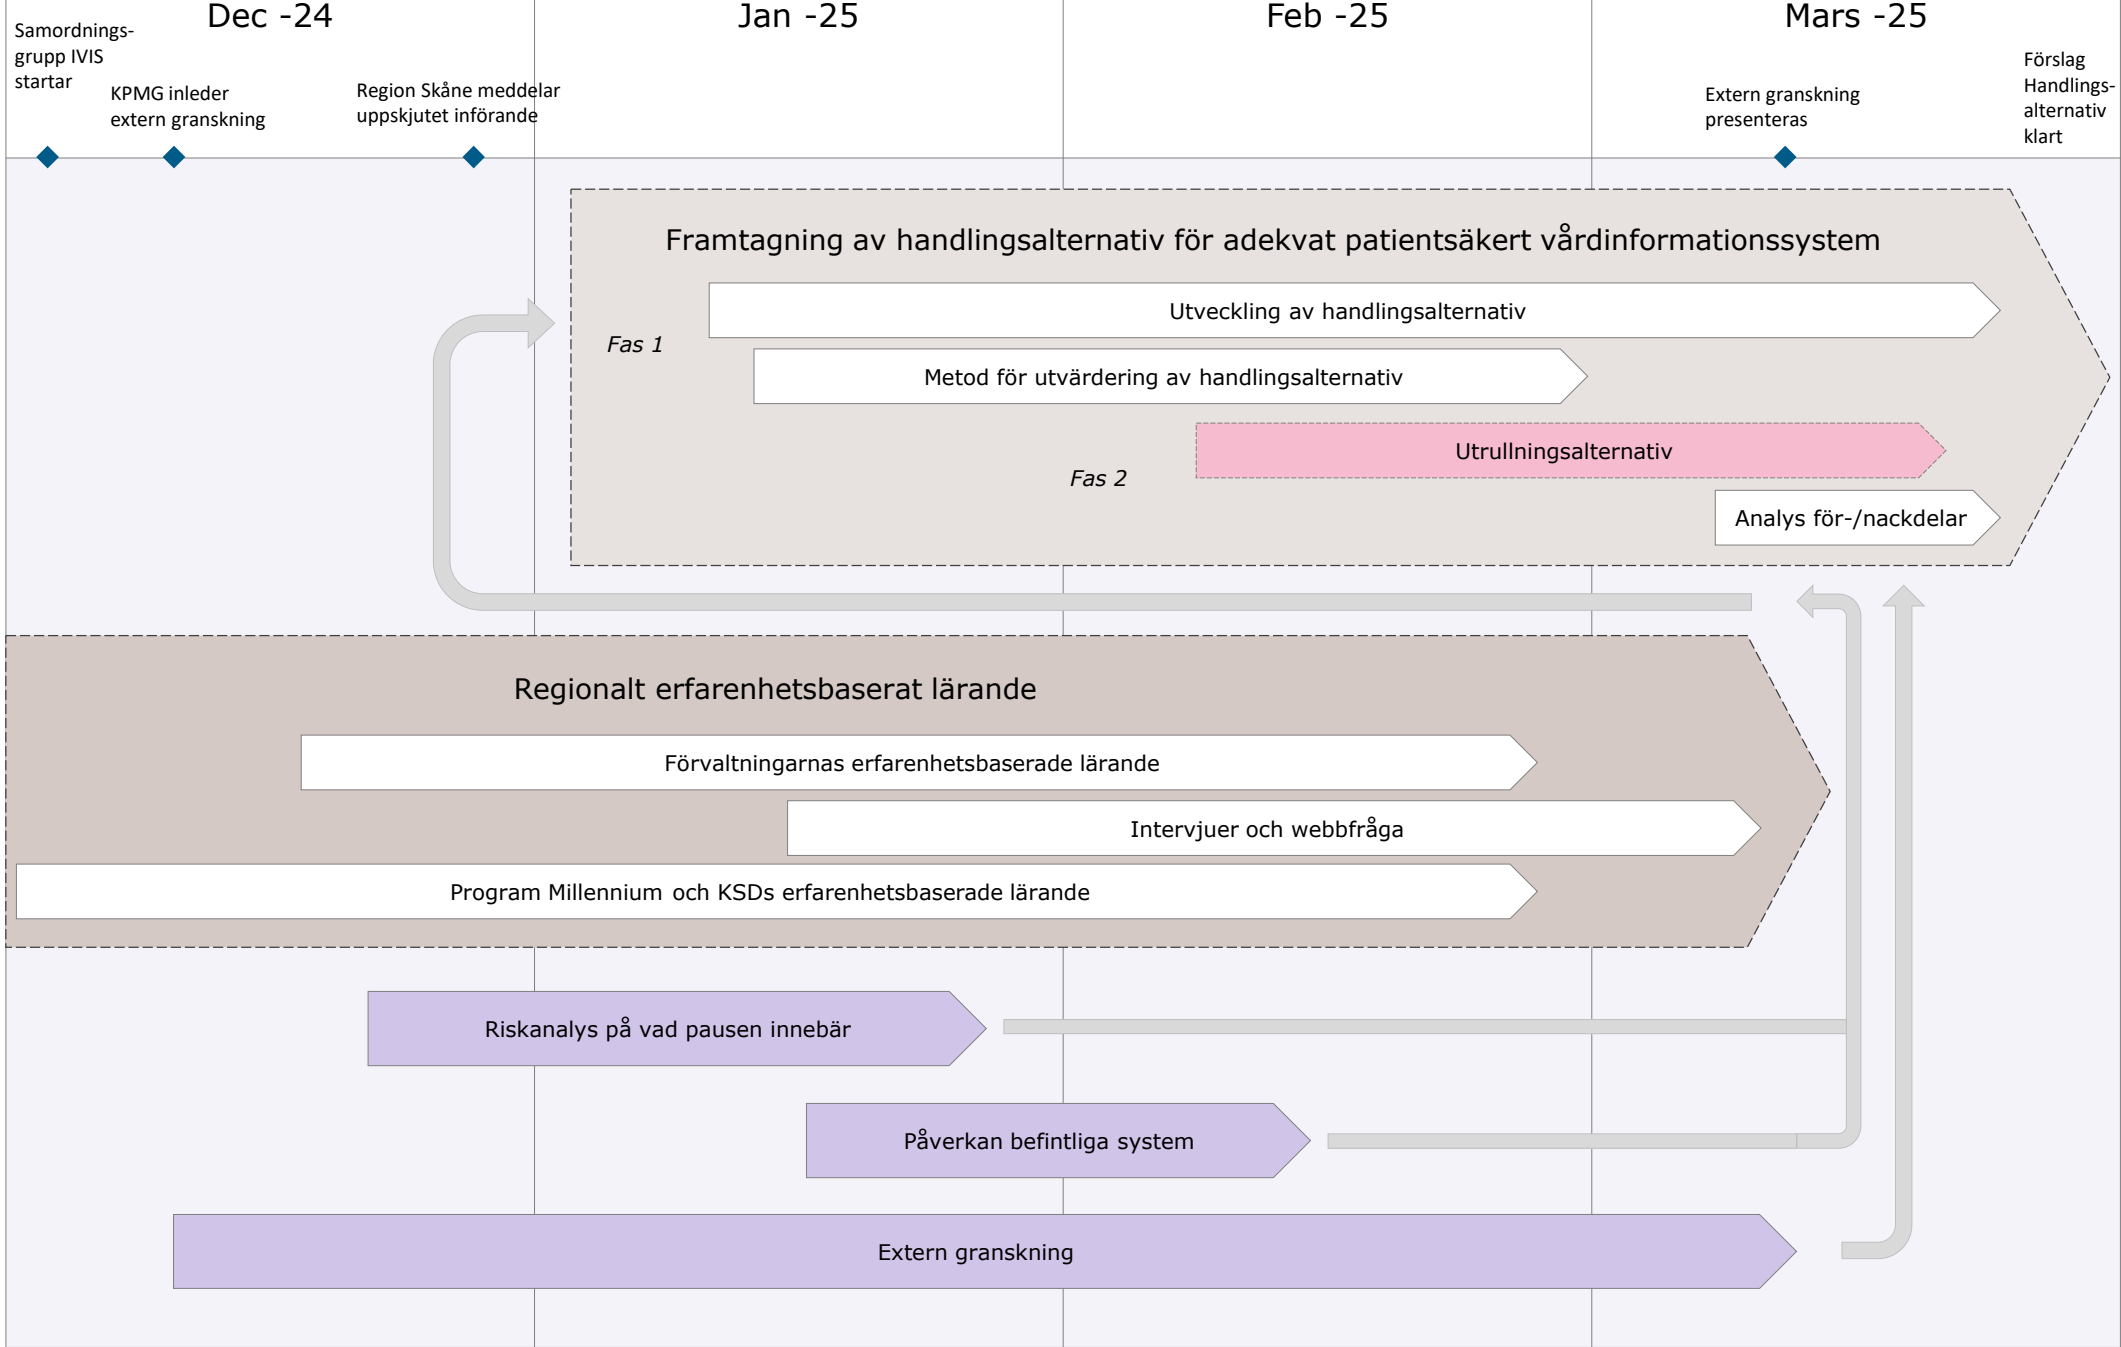 Dec -24
Jan -25
Feb -25
Mars -25
Samordnings-
grupp IVIS
startar
KPMG inleder
extern granskning
Region Skåne meddelar
uppskjutet införande
Extern granskning
presenteras
Förslag
Handlings-
alternativ
klart
Framtagning av handlingsalternativ för adekvat patientsäkert vårdinformationssystem
Utveckling av handlingsalternativ
Fas 1
Metod för utvärdering av handlingsalternativ
Utrullningsalternativ
Fas 2
Analys för-/nackdelar
Regionalt erfarenhetsbaserat lärande
Förvaltningarnas erfarenhetsbaserade lärande
Intervjuer och webbfråga
Program Millennium och KSDs erfarenhetsbaserade lärande
Riskanalys på vad pausen innebär
Påverkan befintliga system
Extern granskning